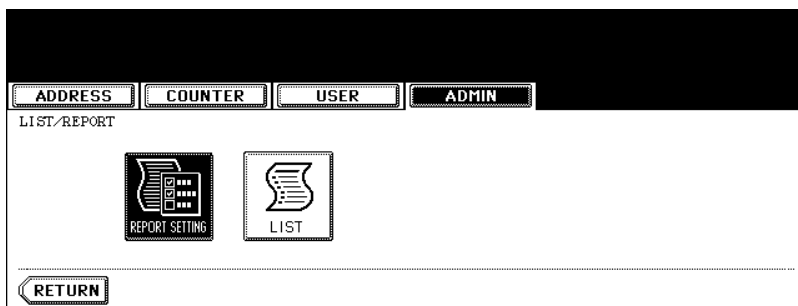 ADDRESS COUNTER USER ADMIN
LIST/REPORT
REPORT SETTING LIST
RETURN